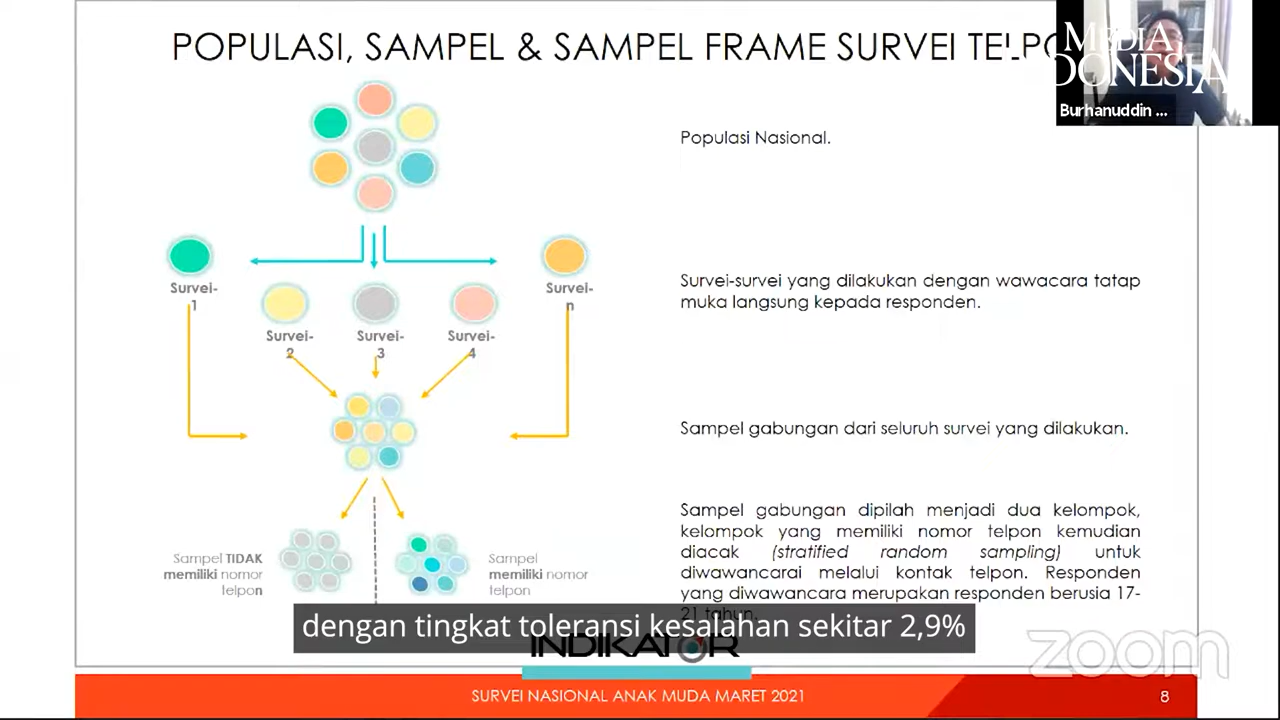 POPULASI, SAMPEL & SAMPEL FRAME SURVEI
MEDIA
INDONESIA
Burhanuddin ...
Populasi Nasional.
Survei-
1
Survei-
n
Survei-
2
Survei-
3
Survei-
4
Survei-survei yang dilakukan dengan wawacara tatap
muka langsung kepada responden.
Sampel gabungan dari seluruh survei yang dilakukan.
Sampel gabungan dipilah menjadi dua kelompok,
kelompok yang memiliki nomor telpon kemudian
diacak (stratified random sampling) untuk
diwawancarai melalui kontak telpon. Responden
yang diwawancara merupakan responden berusia 17-
21 tahun.
Sampel TIDAK
memiliki nomor
telpon
Sampel
memiliki nomor
telpon
dengan tingkat toleransi kesalahan sekitar 2,9%
INDIKATOR
zoom
SURVEI NASIONAL ANAK MUDA MARET 2021
8